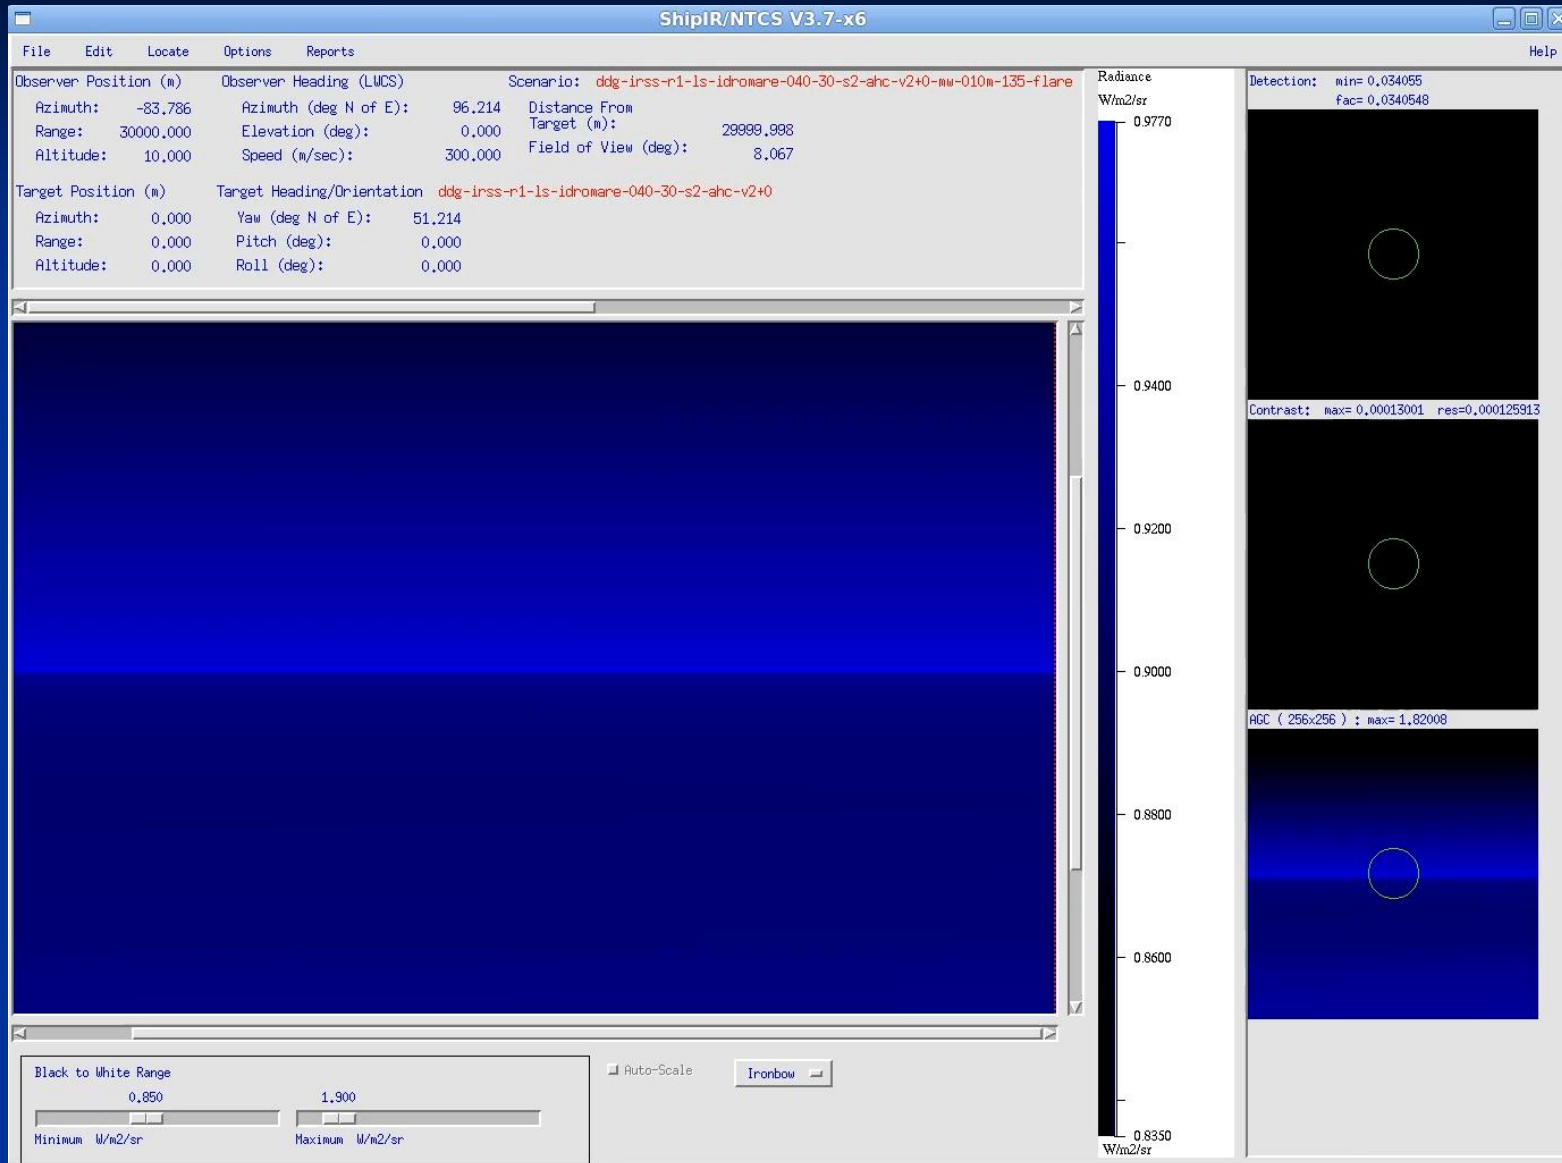 ShipIR/NTCS V3.7-x6
File Edit Locate Options Reports Help
Observer Position (m) Observer Heading (LWCS) Scenario: ddg-irss-r1-ls-idromare-040-30-s2-ahc-v2+0-mw-010m-135-flare
Azimuth: -83.786 Azimuth (deg N of E): 96.214 Distance From
Target (m): 29999.998
Range: 30000.000 Elevation (deg): 0.000
Altitude: 10.000 Speed (m/sec): 300.000 Field of View (deg): 8.067
Target Position (m) Target Heading/Orientation ddg-irss-r1-ls-idromare-040-30-s2-ahc-v2+0
Azimuth: 0.000 Yaw (deg N of E): 51.214
Range: 0.000 Pitch (deg): 0.000
Altitude: 0.000 Roll (deg): 0.000
Radiance
W/m2/sr
0.9770
0.9400
0.9200
0.9000
0.8800
0.8600
0.8350
W/m2/sr
Detection: min= 0.034055
fac= 0.0340548
Contrast: max= 0.00013001 res=0.000125913
AGC ( 256x256 ) : max= 1.82008
Black to White Range
0.850 1.900
Minimum W/m2/sr Maximum W/m2/sr
Auto-Scale
Ironbow